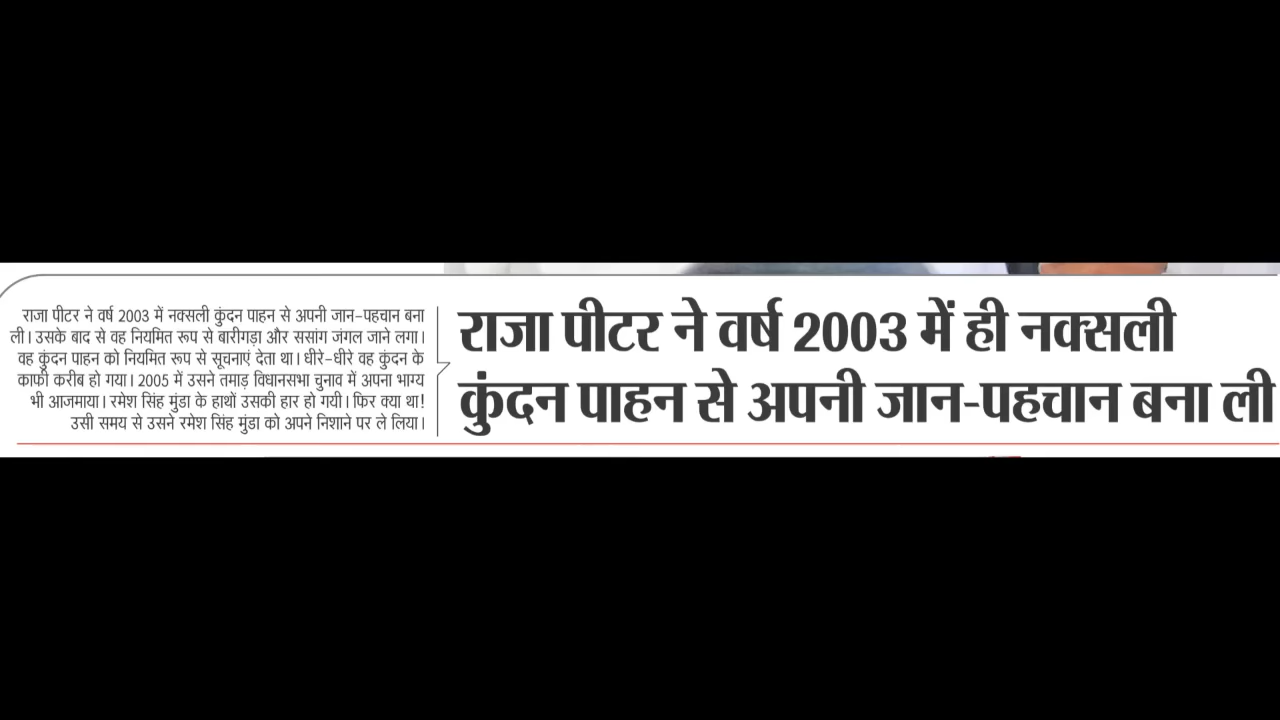 राजा पीटर ने वर्ष 2003 में नक्सली कुंदन पाहन से अपनी जान-पहचान बना
ली। उसके बाद से वह नियमित रूप से बारीगड़ा और ससांग जंगल जाने लगा।
वह कुंदन पाहन को नियमित रूप से सूचनाएं देता था। धीरे-धीरे वह कुंदन के
काफी करीब हो गया। 2005 में उसने तमाड़ विधानसभा चुनाव में अपना भाग्य
भी आजमाया। रमेश सिंह मुंडा के हाथों उसकी हार हो गयी। फिर क्या था!
उसी समय से उसने रमेश सिंह मुंडा को अपने निशाने पर ले लिया।
राजा पीटर ने वर्ष 2003 में ही नक्सली
कुंदन पाहन से अपनी जान-पहचान बना ली